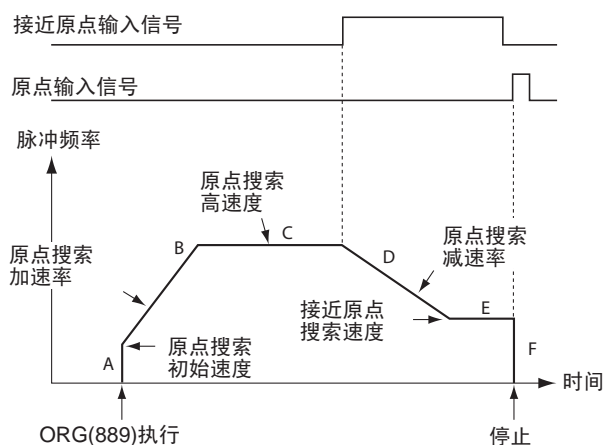 接近原点输入信号
原点输入信号
脉冲频率
原点搜索
高速度
B
C
D
原点搜索
减速率
原点搜索
加速率
接近原点
搜索速度
E
A
原点搜索
初始速度
F
时间
ORG(889)执行
停止